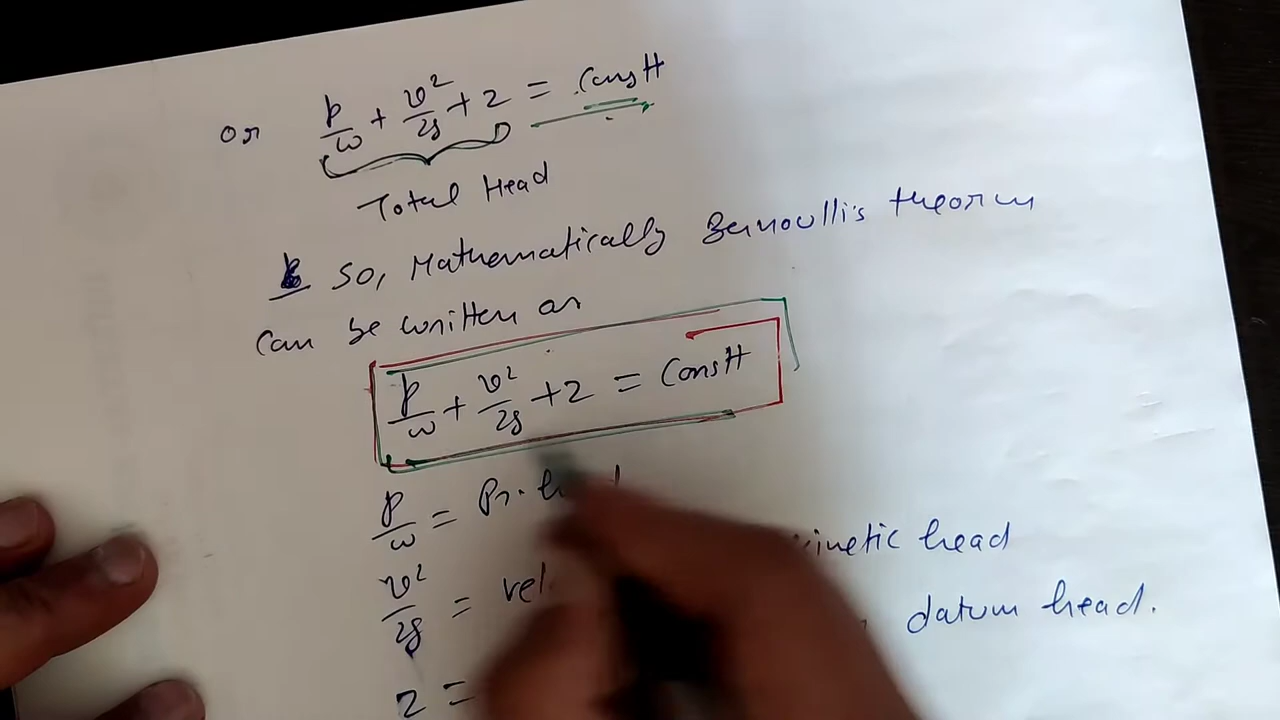 or p/w + v²/2g + z = Constt
Total Head
So, Mathematically Bernoulli's theorem
can be written as
p/w + v²/2g + z = Constt
p/w = Pr.
v²/2g = kinetic head
datum head.
z =